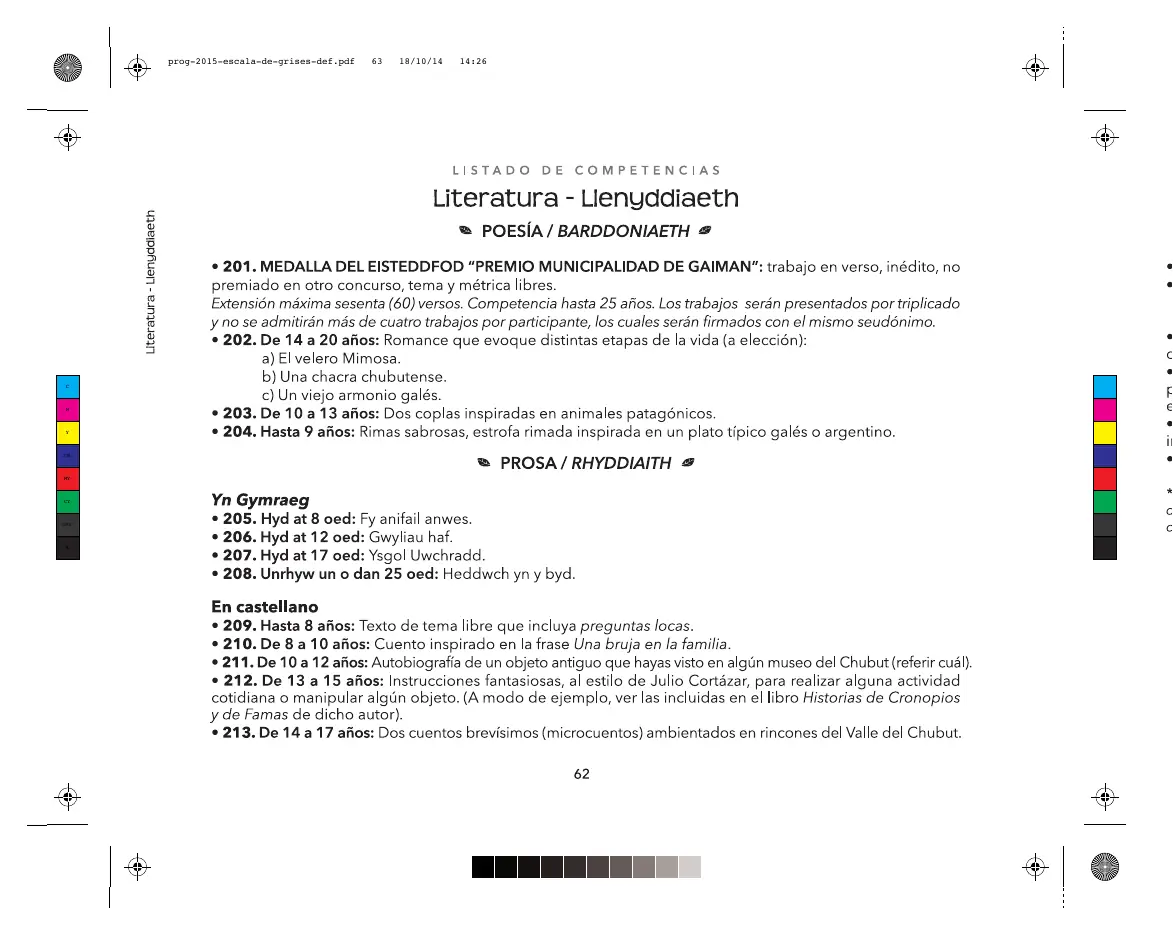 prog-2015-escala-de-grises-def.pdf 63 18/10/14 14:26
LISTADO DE COMPETENCIAS
Literatura - Llenyddiaeth
POESÍA / BARDDONIAETH
Literatura - Llenyddiaeth
• 201. MEDALLA DEL EISTEDDFOD “PREMIO MUNICIPALIDAD DE GAIMAN”: trabajo en verso, inédito, no
premiado en otro concurso, tema y métrica libres.
Extensión máxima sesenta (60) versos. Competencia hasta 25 años. Los trabajos serán presentados por triplicado
y no se admitirán más de cuatro trabajos por participante, los cuales serán firmados con el mismo seudónimo.
• 202. De 14 a 20 años: Romance que evoque distintas etapas de la vida (a elección):
a) El velero Mimosa.
b) Una chacra chubutense.
c) Un viejo armonio galés.
• 203. De 10 a 13 años: Dos coplas inspiradas en animales patagónicos.
• 204. Hasta 9 años: Rimas sabrosas, estrofa rimada inspirada en un plato típico galés o argentino.
PROSA / RHYDDIAITH
Yn Gymraeg
• 205. Hyd at 8 oed: Fy anifail anwes.
• 206. Hyd at 12 oed: Gwyliau haf.
• 207. Hyd at 17 oed: Ysgol Uwchradd.
• 208. Unrhyw un o dan 25 oed: Heddwch yn y byd.
En castellano
• 209. Hasta 8 años: Texto de tema libre que incluya preguntas locas.
• 210. De 8 a 10 años: Cuento inspirado en la frase Una bruja en la familia.
• 211. De 10 a 12 años: Autobiografía de un objeto antiguo que hayas visto en algún museo del Chubut (referir cuál).
• 212. De 13 a 15 años: Instrucciones fantasiosas, al estilo de Julio Cortázar, para realizar alguna actividad
cotidiana o manipular algún objeto. (A modo de ejemplo, ver las incluidas en el libro Historias de Cronopios
y de Famas de dicho autor).
• 213. De 14 a 17 años: Dos cuentos brevísimos (microcuentos) ambientados en rincones del Valle del Chubut.
62